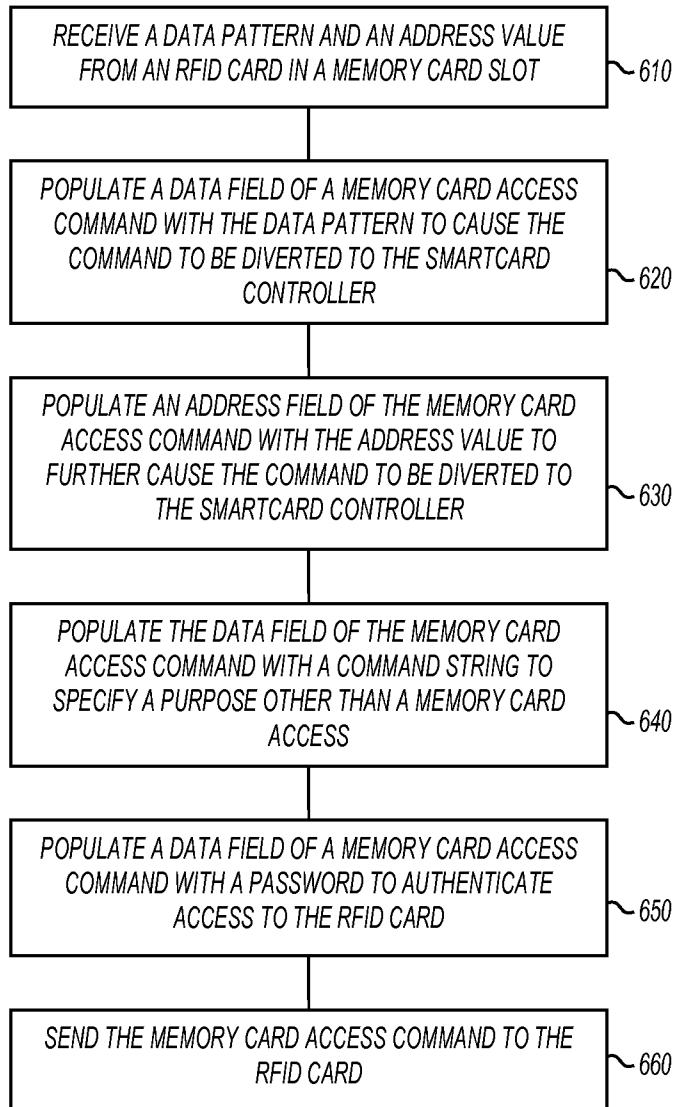 RECEIVE A DATA PATTERN AND AN ADDRESS VALUE
FROM AN RFID CARD IN A MEMORY CARD SLOT
610
POPULATE A DATA FIELD OF A MEMORY CARD ACCESS
COMMAND WITH THE DATA PATTERN TO CAUSE THE
COMMAND TO BE DIVERTED TO THE SMARTCARD
CONTROLLER
620
POPULATE AN ADDRESS FIELD OF THE MEMORY CARD
ACCESS COMMAND WITH THE ADDRESS VALUE TO
FURTHER CAUSE THE COMMAND TO BE DIVERTED TO
THE SMARTCARD CONTROLLER
630
POPULATE THE DATA FIELD OF THE MEMORY CARD
ACCESS COMMAND WITH A COMMAND STRING TO
SPECIFY A PURPOSE OTHER THAN A MEMORY CARD
ACCESS
640
POPULATE A DATA FIELD OF A MEMORY CARD ACCESS
COMMAND WITH A PASSWORD TO AUTHENTICATE
ACCESS TO THE RFID CARD
650
SEND THE MEMORY CARD ACCESS COMMAND TO THE
RFID CARD
660